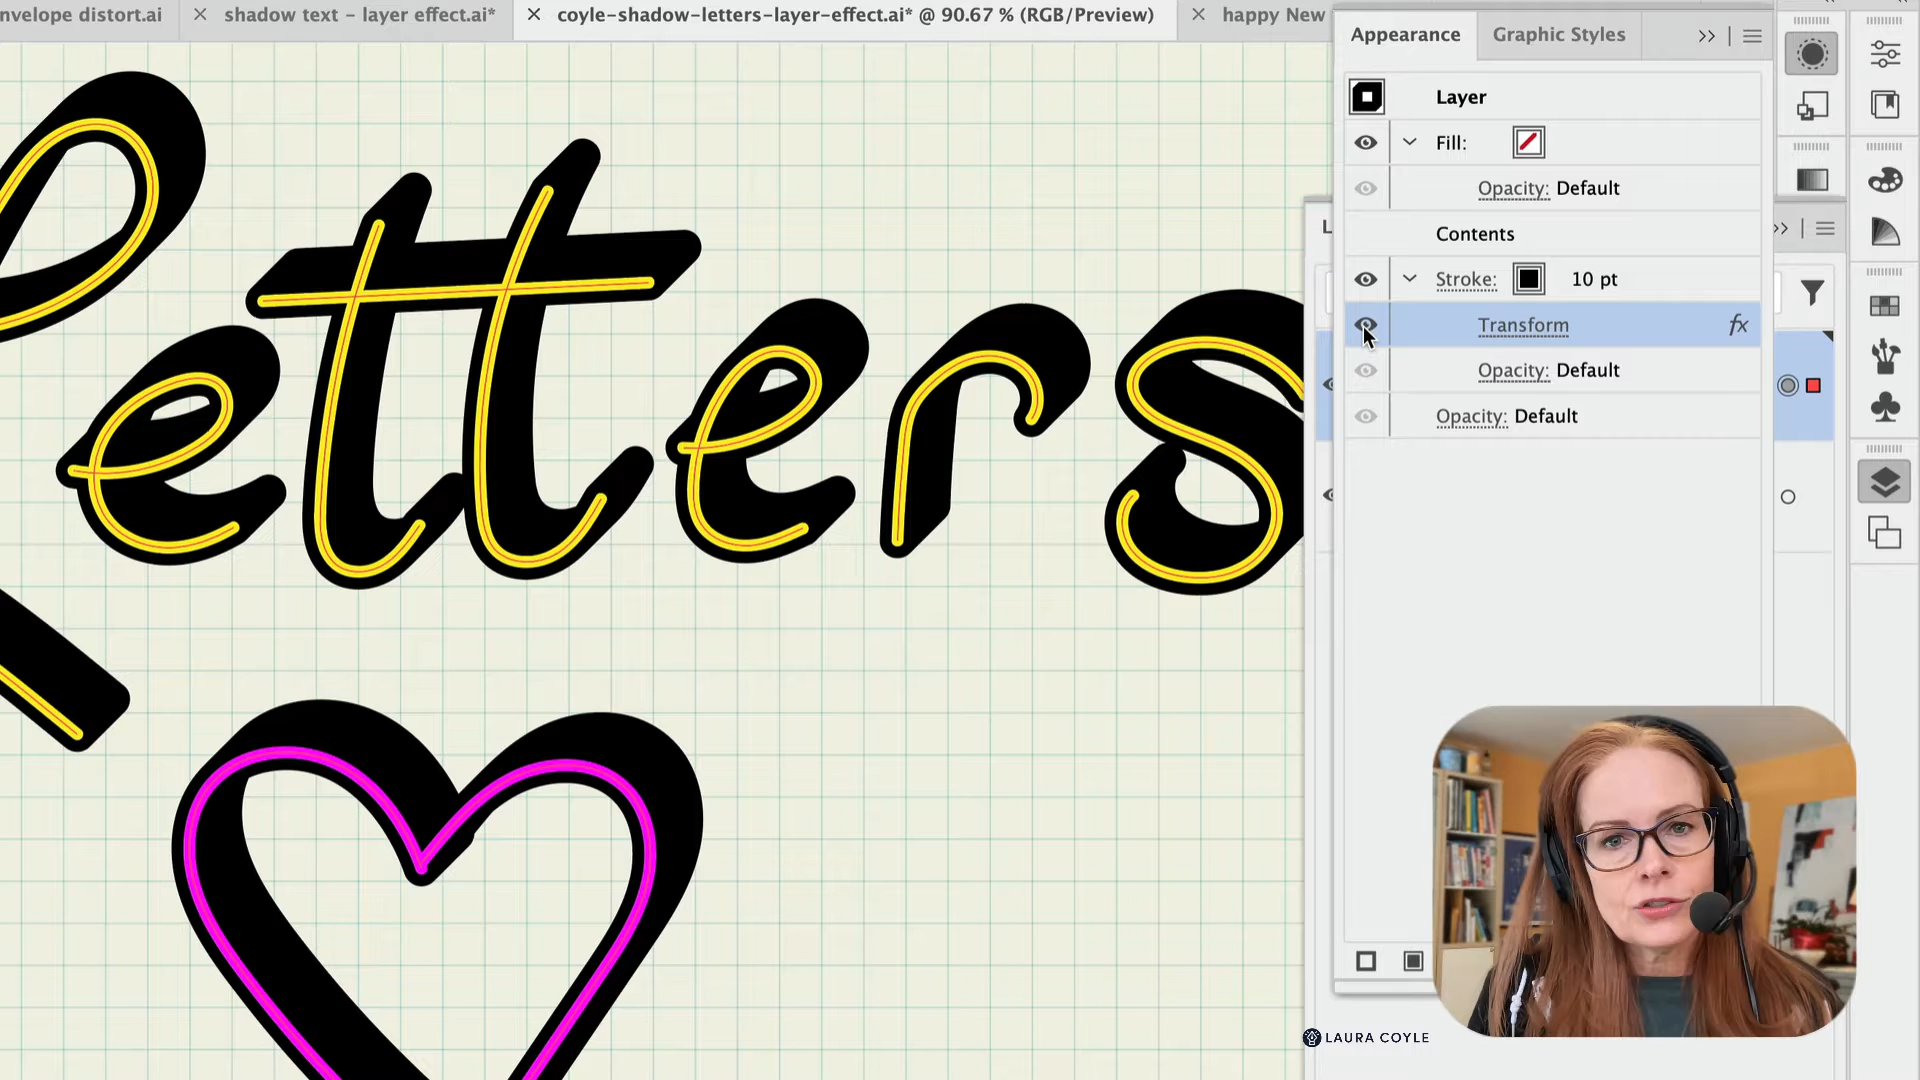 nvelope distort.ai
shadow text - layer effect.ai*
coyle-shadow-letters-layer-effect.ai* @ 90.67 % (RGB/Preview)
happy New
Appearance
Graphic Styles
Layer
Fill:
Opacity: Default
Contents
Stroke: 10 pt
Transform fx
Opacity: Default
Opacity: Default
L
etters
LAURA COYLE